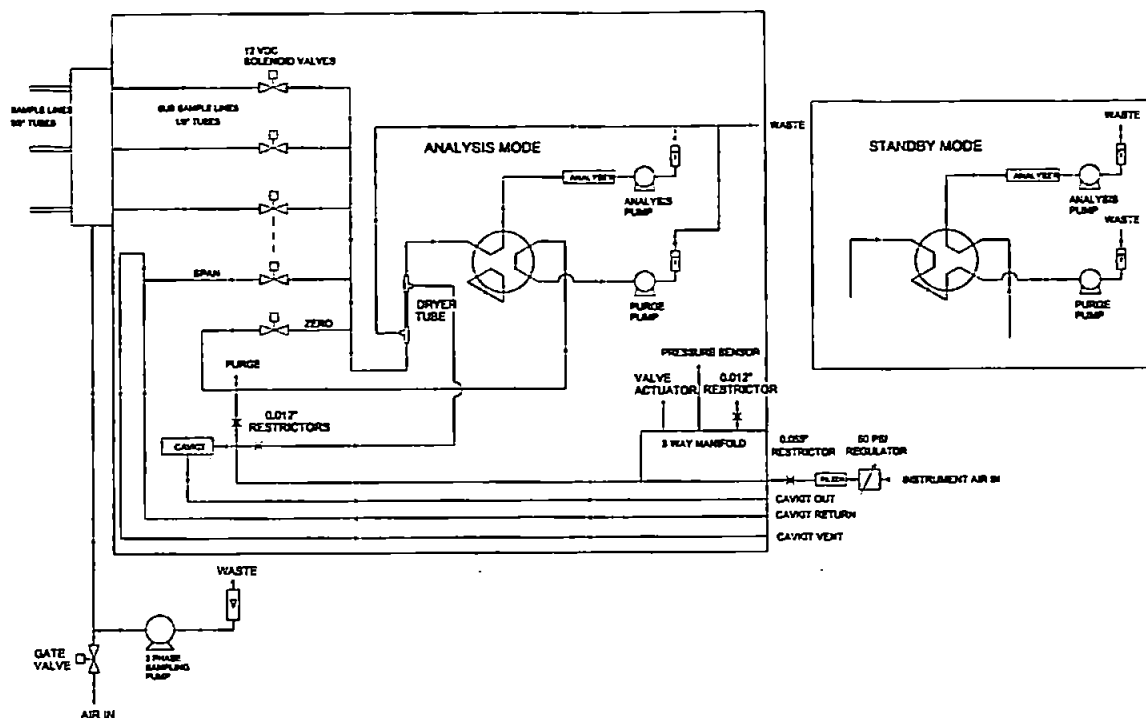 12 VDC
SOLENOID VALVES
SAMPLE LINES
3/8" TUBES
SUB SAMPLE LINES
1/8" TUBES
ANALYSIS MODE
WASTE
ANALYZER
ANALYSIS
PUMP
SPAN
ZERO
DRYER
TUBE
PURGE
PUMP
PURGE
0.012"
RESTRICTORS
CAVKIT
PRESSURE SENSOR
VALVE
ACTUATOR
0.012"
RESTRICTOR
3 WAY MANIFOLD
RESTRICTOR
REGULATOR
INSTRUMENT AIR IN
CAVKIT OUT
CAVKIT RETURN
CAVKIT VENT
STANDBY MODE
WASTE
ANALYZER
ANALYSIS
PUMP
WASTE
PURGE
PUMP
WASTE
GATE
VALVE
3 PHASE
SAMPLING
PUMP
AIR IN